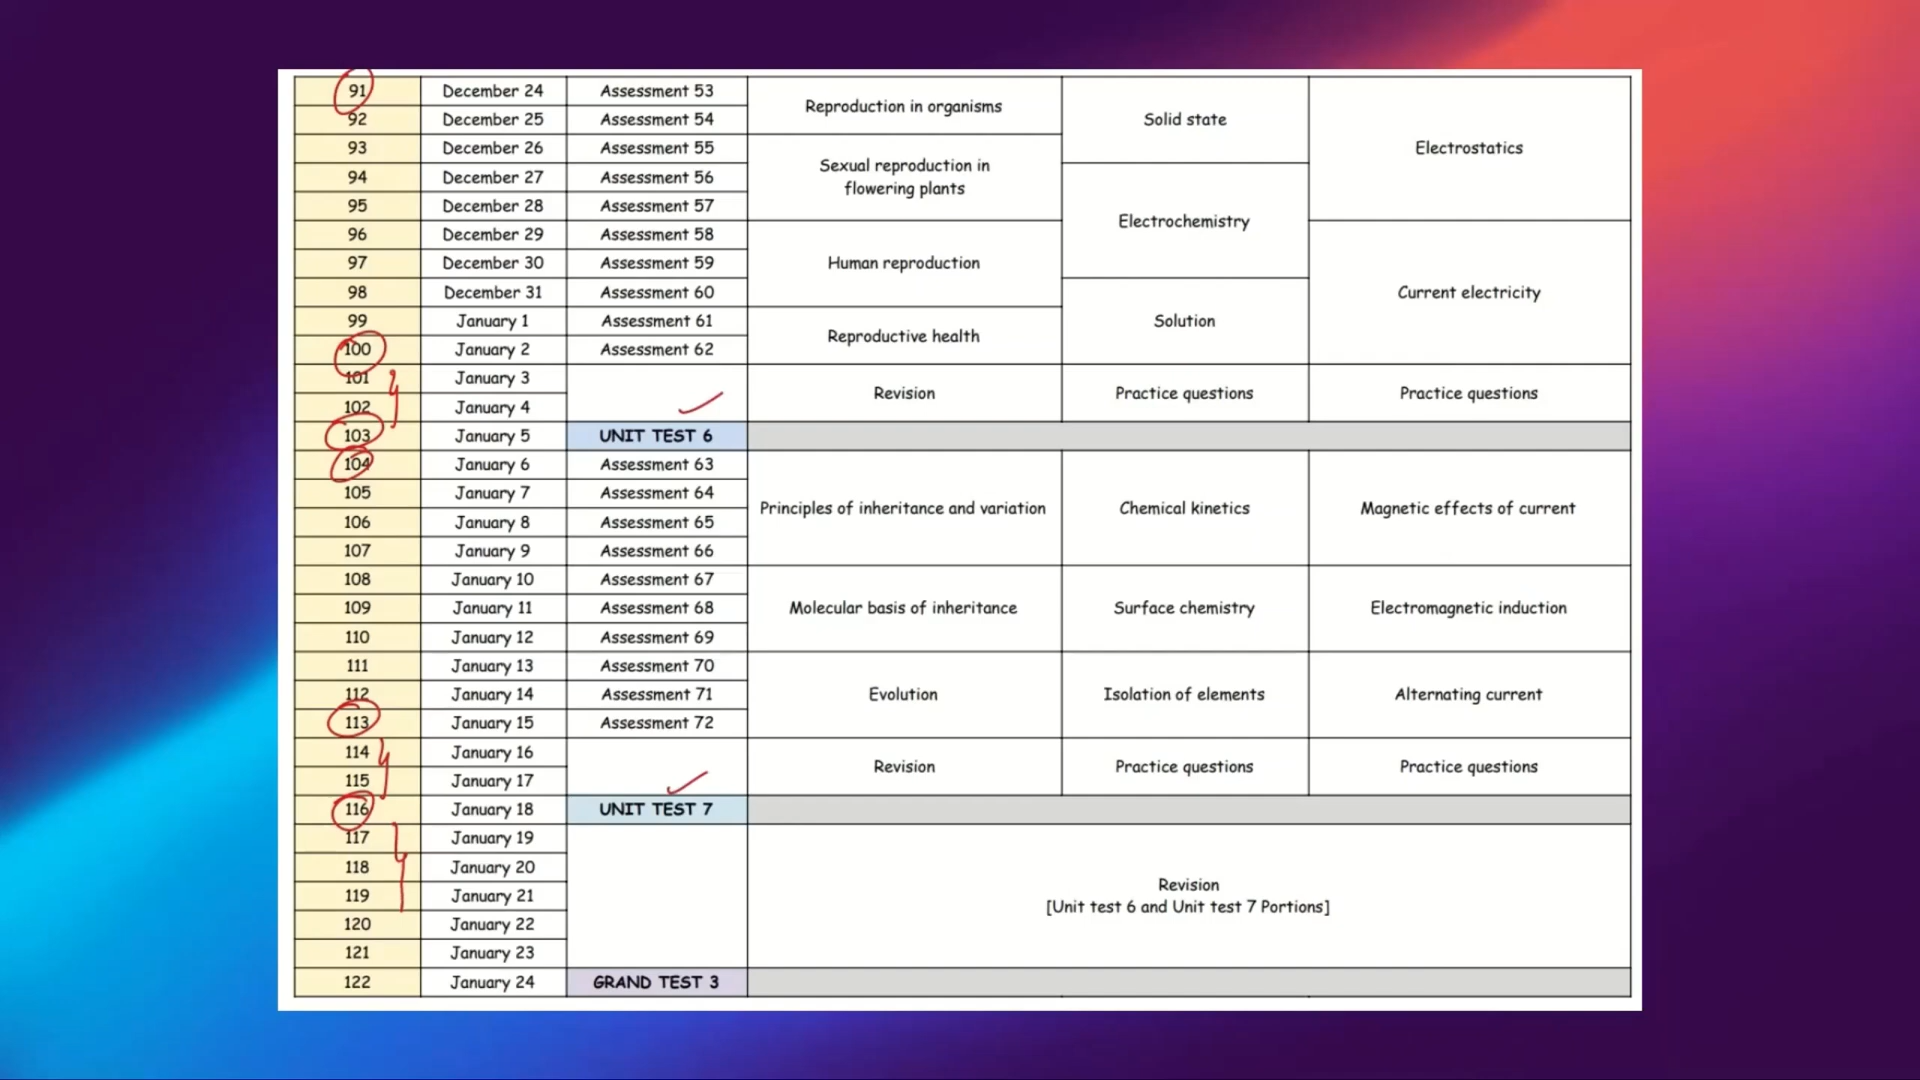 91 December 24 Assessment 53 Reproduction in organisms Solid state Electrostatics
92 December 25 Assessment 54
93 December 26 Assessment 55 Sexual reproduction in
flowering plants
94 December 27 Assessment 56 Electrochemistry
95 December 28 Assessment 57
96 December 29 Assessment 58 Human reproduction Current electricity
97 December 30 Assessment 59
98 December 31 Assessment 60 Solution
99 January 1 Assessment 61 Reproductive health
100 January 2 Assessment 62
101 January 3 Revision Practice questions Practice questions
102 January 4
103 January 5 UNIT TEST 6
104 January 6 Assessment 63 Principles of inheritance and variation Chemical kinetics Magnetic effects of current
105 January 7 Assessment 64
106 January 8 Assessment 65
107 January 9 Assessment 66
108 January 10 Assessment 67 Molecular basis of inheritance Surface chemistry Electromagnetic induction
109 January 11 Assessment 68
110 January 12 Assessment 69
111 January 13 Assessment 70 Evolution Isolation of elements Alternating current
112 January 14 Assessment 71
113 January 15 Assessment 72
114 January 16 Revision Practice questions Practice questions
115 January 17
116 January 18 UNIT TEST 7
117 January 19 Revision
[Unit test 6 and Unit test 7 Portions]
118 January 20
119 January 21
120 January 22
121 January 23
122 January 24 GRAND TEST 3